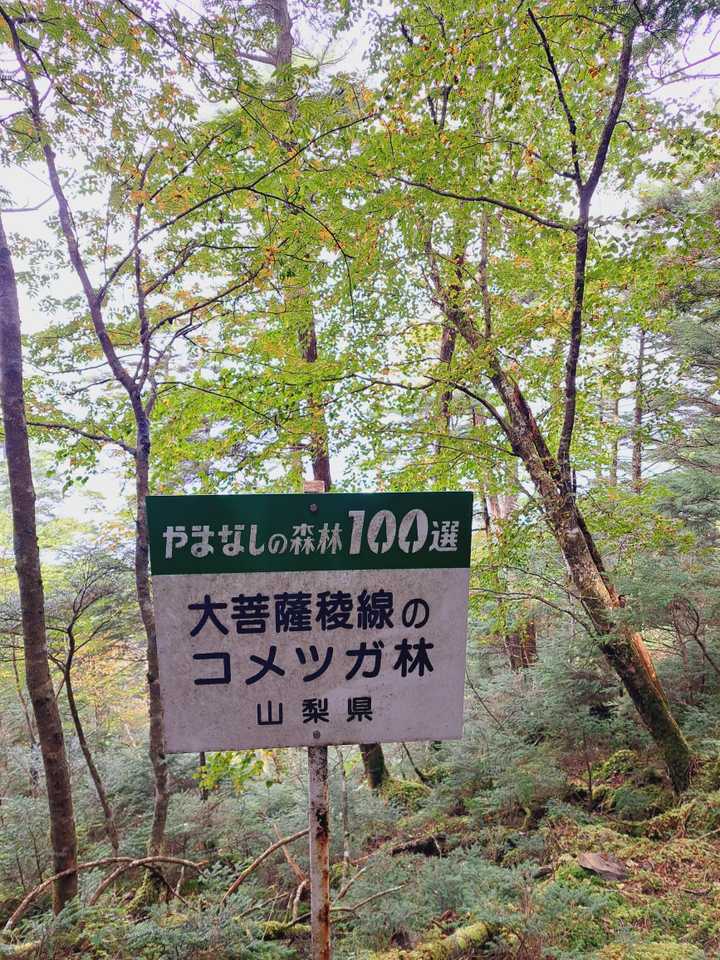 やまなしの森林100選
大菩薩稜線の
コメツガ林
山梨県